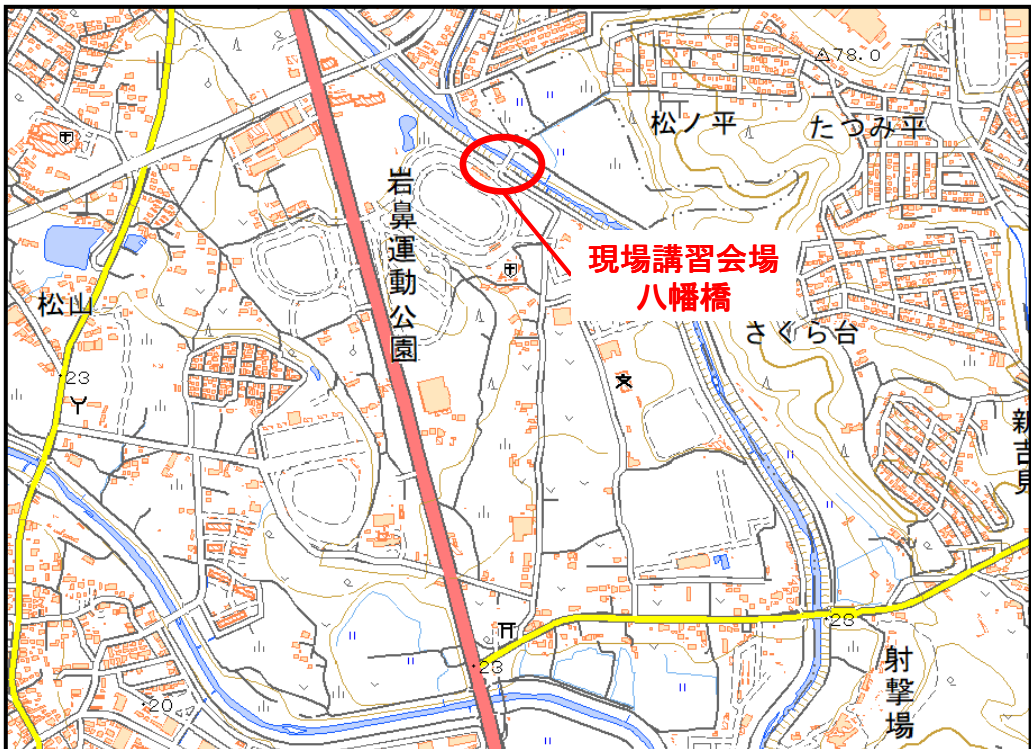 78.0
松ノ平
たつみ平
岩鼻運動公園
現場講習会場
八幡橋
松山
さくら台
23
新吉見
23
23
射撃場
20